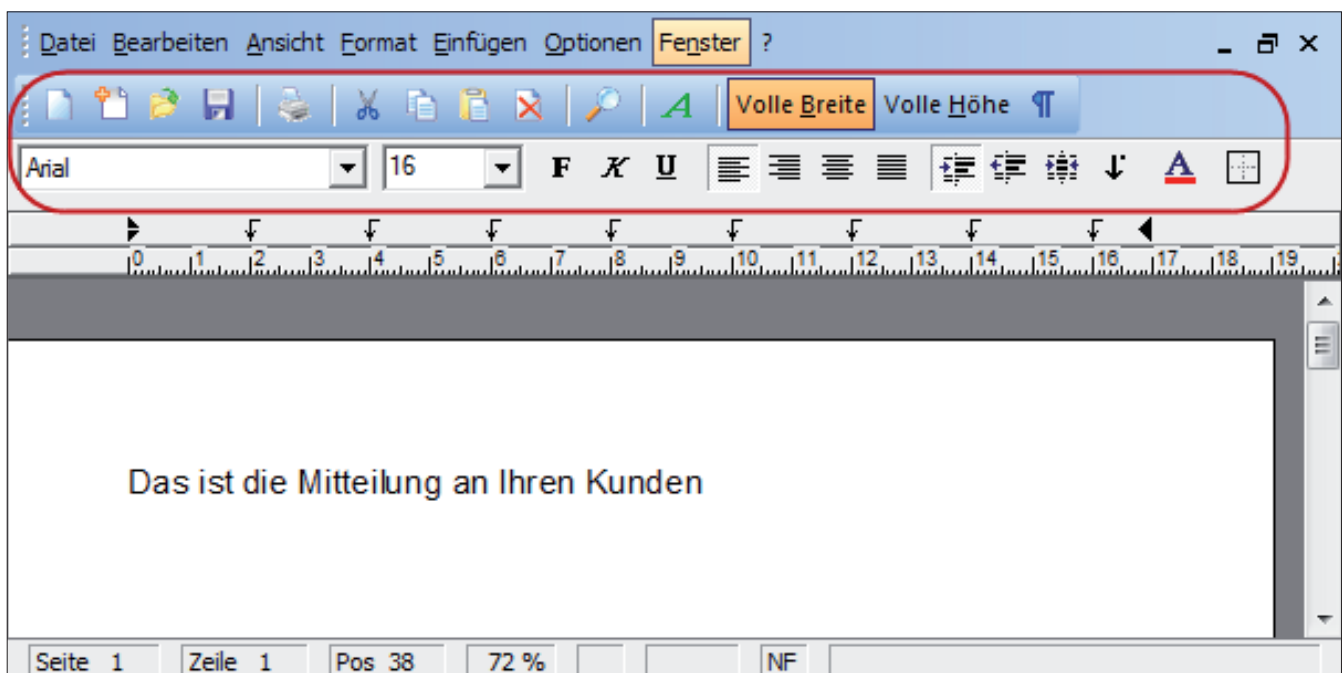 Datei Bearbeiten Ansicht Format Einfügen Optionen Fenster ?
A Volle Breite Volle Höhe ¶
Arial 16 F K U A
0 1 2 3 4 5 6 7 8 9 10 11 12 13 14 15 16 17 18 19
Das ist die Mitteilung an Ihren Kunden
Seite 1 Zeile 1 Pos 38 72 % NF